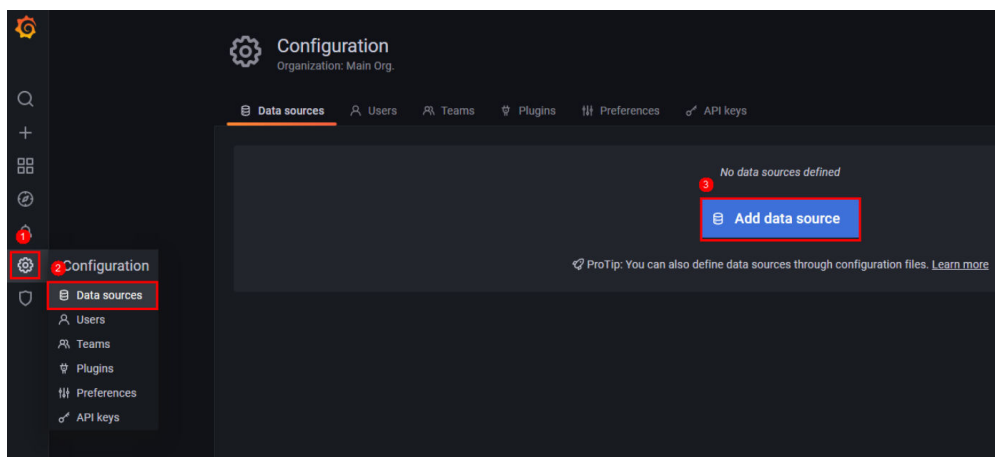 Configuration
Organization: Main Org.
Data sources
Users
Teams
Plugins
Preferences
API keys
No data sources defined
3
Add data source
ProTip: You can also define data sources through configuration files. Learn more
1
2
Configuration
Data sources
Users
Teams
Plugins
Preferences
API keys